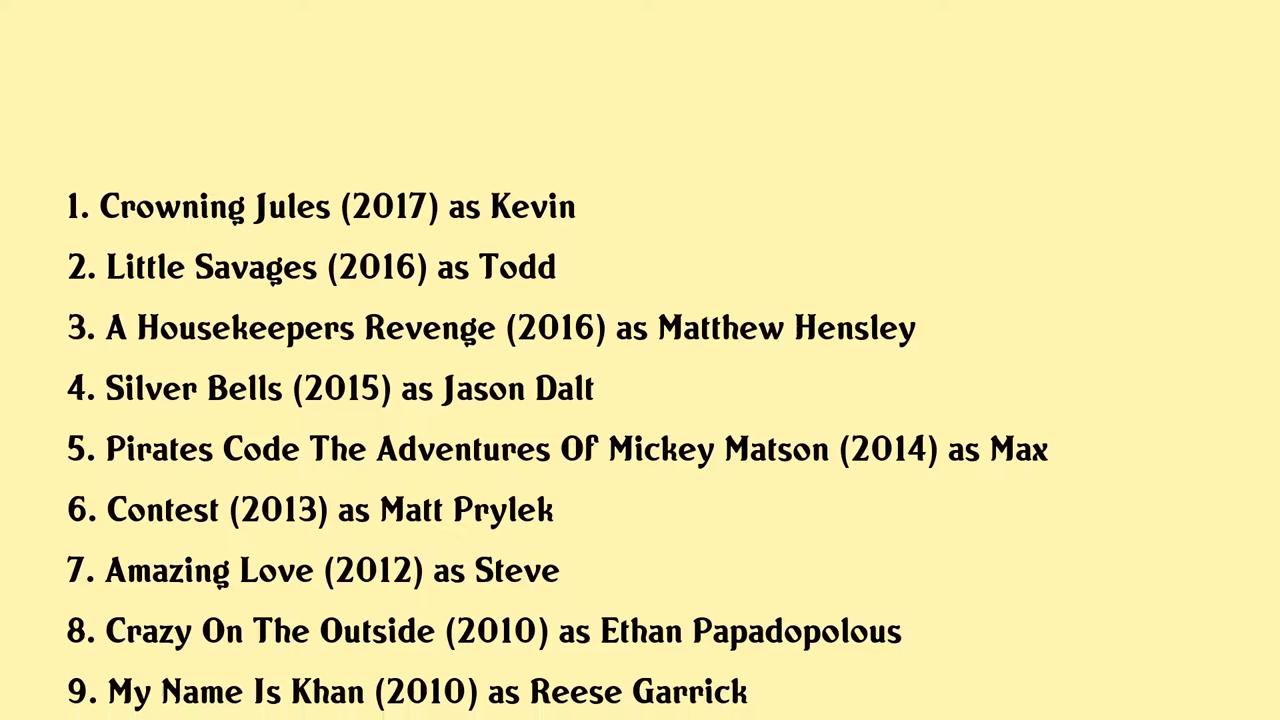 1. Crowning Jules (2017) as Kevin
2. Little Savages (2016) as Todd
3. A Housekeepers Revenge (2016) as Matthew Hensley
4. Silver Bells (2015) as Jason Dalt
5. Pirates Code The Adventures Of Mickey Matson (2014) as Max
6. Contest (2013) as Matt Prylek
7. Amazing Love (2012) as Steve
8. Crazy On The Outside (2010) as Ethan Papadopolous
9. My Name Is Khan (2010) as Reese Garrick